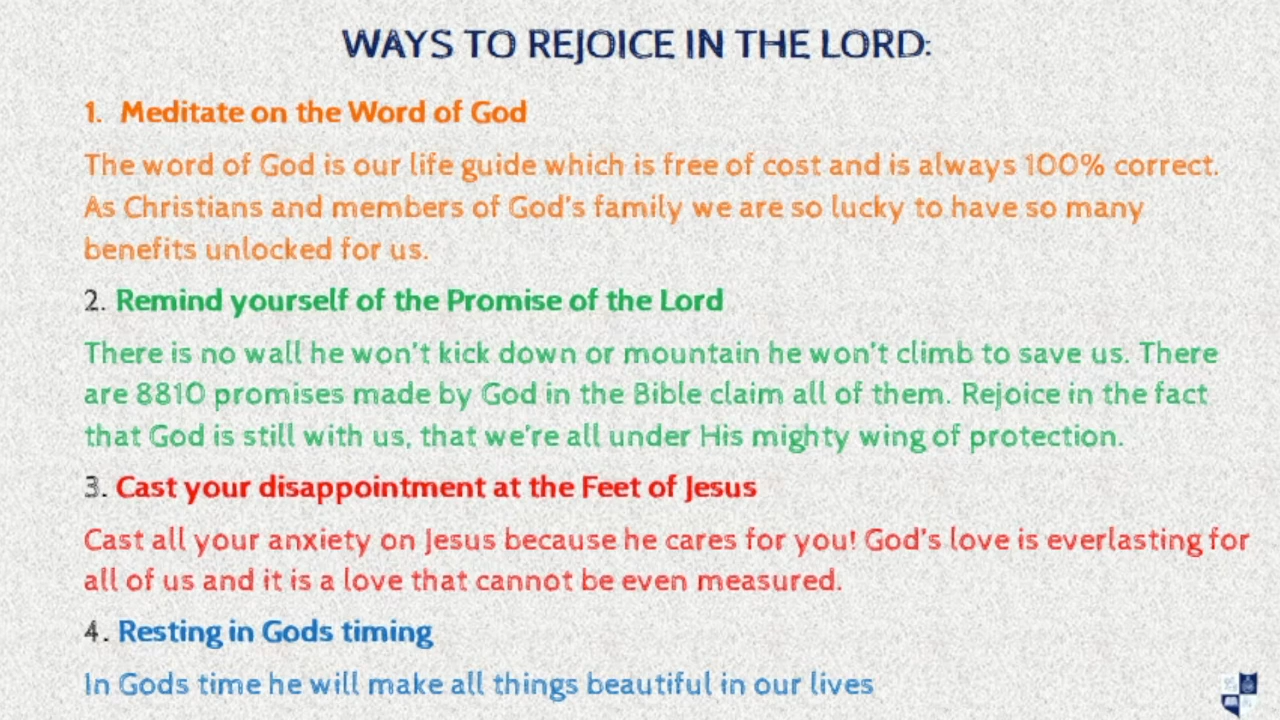 WAYS TO REJOICE IN THE LORD:
1. Meditate on the Word of God
The word of God is our life guide which is free of cost and is always 100% correct.
As Christians and members of God's family we are so lucky to have so many
benefits unlocked for us.
2. Remind yourself of the Promise of the Lord
There is no wall he won't kick down or mountain he won't climb to save us. There
are 8810 promises made by God in the Bible claim all of them. Rejoice in the fact
that God is still with us, that we're all under His mighty wing of protection.
3. Cast your disappointment at the Feet of Jesus
Cast all your anxiety on Jesus because he cares for you! God's love is everlasting for
all of us and it is a love that cannot be even measured.
4. Resting in Gods timing
In Gods time he will make all things beautiful in our lives